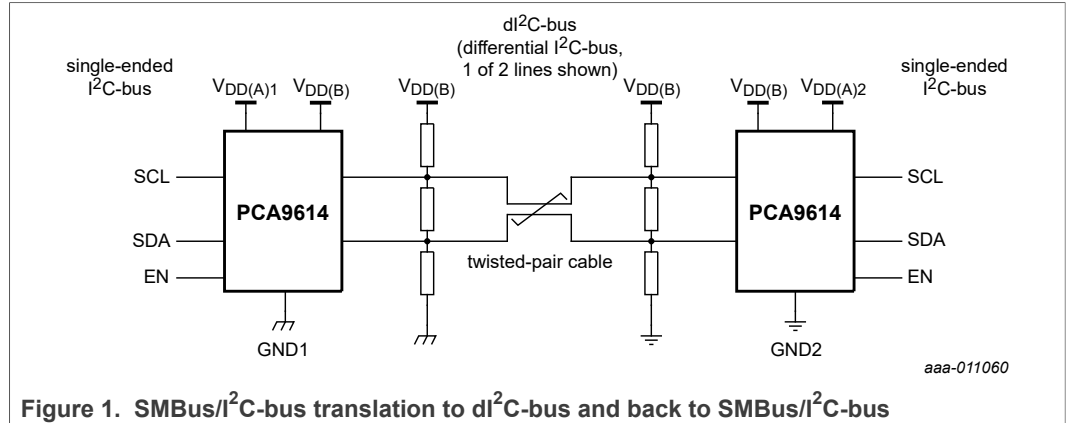 dI²C-bus
(differential I²C-bus,
1 of 2 lines shown)
single-ended
I²C-bus
single-ended
I²C-bus
VDD(A)1 VDD(B) VDD(B) VDD(B) VDD(B) VDD(A)2
SCL
SCL
PCA9614
PCA9614
SDA
SDA
twisted-pair cable
EN
EN
GND1
GND2
aaa-011060
Figure 1. SMBus/I²C-bus translation to dI²C-bus and back to SMBus/I²C-bus